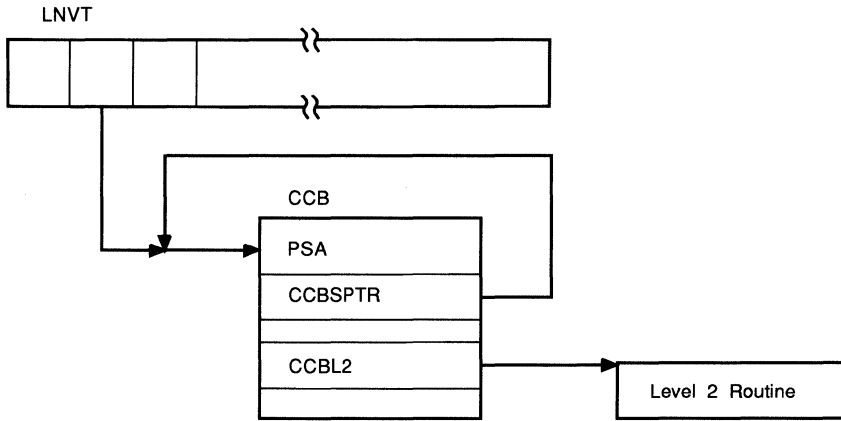 LNVT
CCB
PSA
CCBSPTR
CCBL2
Level 2 Routine